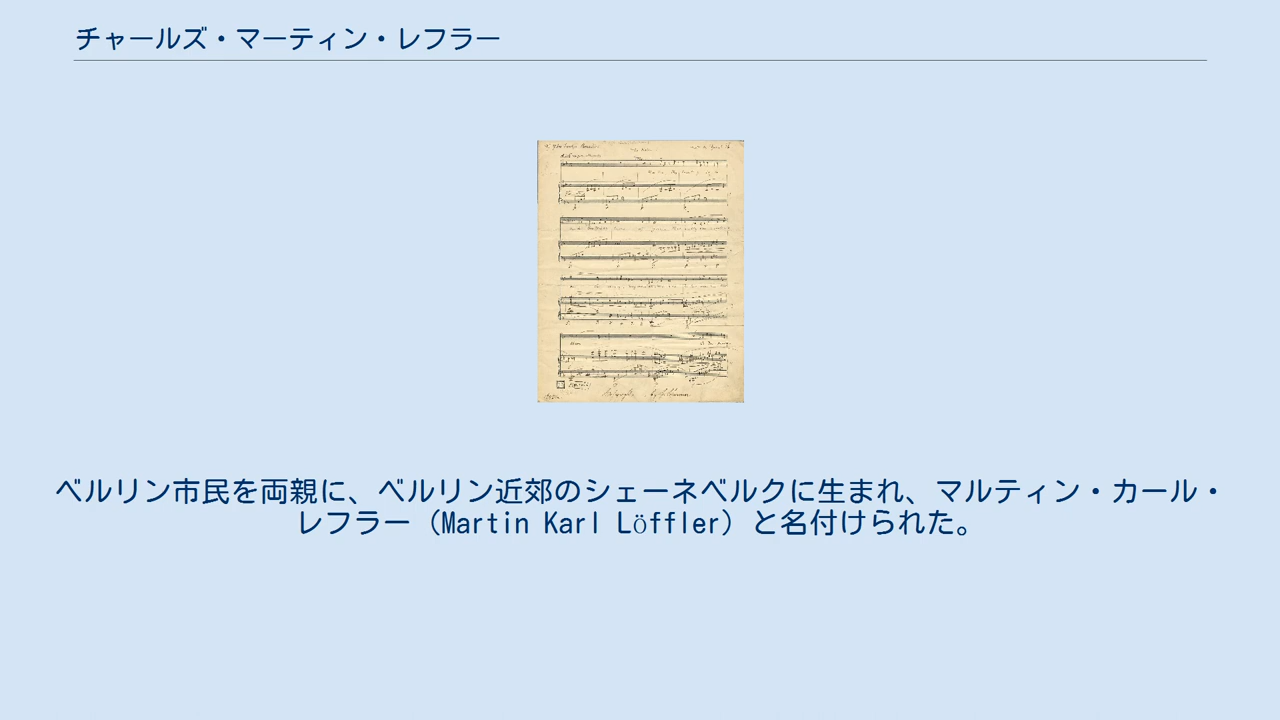 チャールズ・マーティン・レフラー
ベルリン市民を両親に、ベルリン近郊のシェーネベルクに生まれ、マルティン・カール・
レフラー（Martin Karl Löffler）と名付けられた。